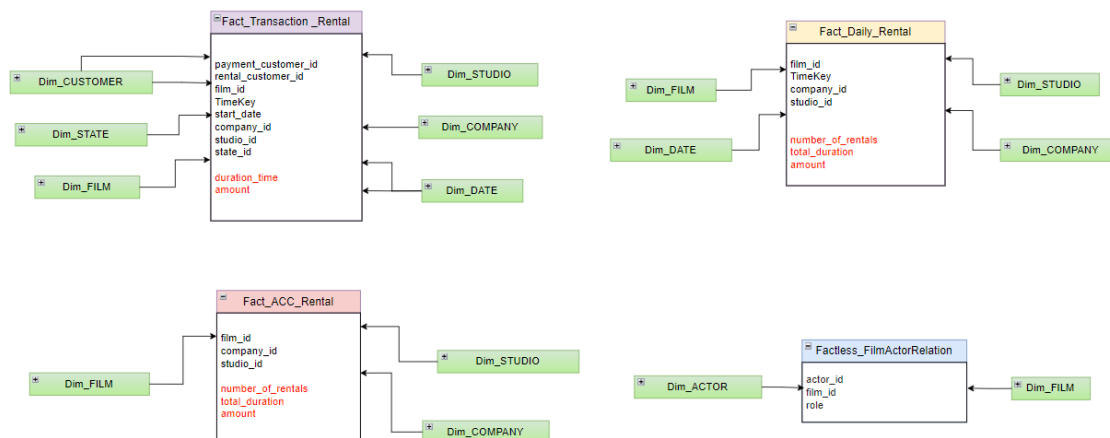 Fact_Transaction _Rental
payment_customer_id
rental_customer_id
film_id
TimeKey
start_date
company_id
studio_id
state_id
duration_time
amount
Dim_CUSTOMER
Dim_STATE
Dim_FILM
Dim_STUDIO
Dim_COMPANY
Dim_DATE
Fact_Daily_Rental
film_id
TimeKey
company_id
studio_id
number_of_rentals
total_duration
amount
Dim_FILM
Dim_DATE
Dim_STUDIO
Dim_COMPANY
Fact_ACC_Rental
film_id
company_id
studio_id
number_of_rentals
total_duration
amount
Dim_FILM
Dim_STUDIO
Dim_COMPANY
Factless_FilmActorRelation
actor_id
film_id
role
Dim_ACTOR
Dim_FILM